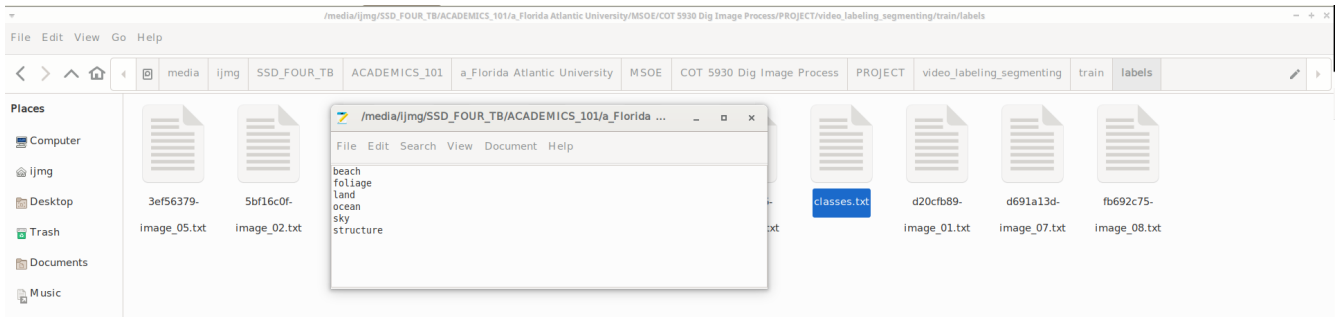 /media/ijmg/SSD_FOUR_TB/ACADEMICS_101/a_Florida Atlantic University/MSOE/COT 5930 Dig Image Process/PROJECT/video_labeling_segmenting/train/labels
File Edit View Go Help
media ijmg SSD_FOUR_TB ACADEMICS_101 a_Florida Atlantic University MSOE COT 5930 Dig Image Process PROJECT video_labeling_segmenting train labels
Places
Computer
ijmg
Desktop
Trash
Documents
Music
3ef56379-
image_05.txt
5bf16c0f-
image_02.txt
/media/ijmg/SSD_FOUR_TB/ACADEMICS_101/a_Florida ...
File Edit Search View Document Help
beach
foliage
land
ocean
sky
structure
classes.txt
d20cfb89-
image_01.txt
d691a13d-
image_07.txt
fb692c75-
image_08.txt